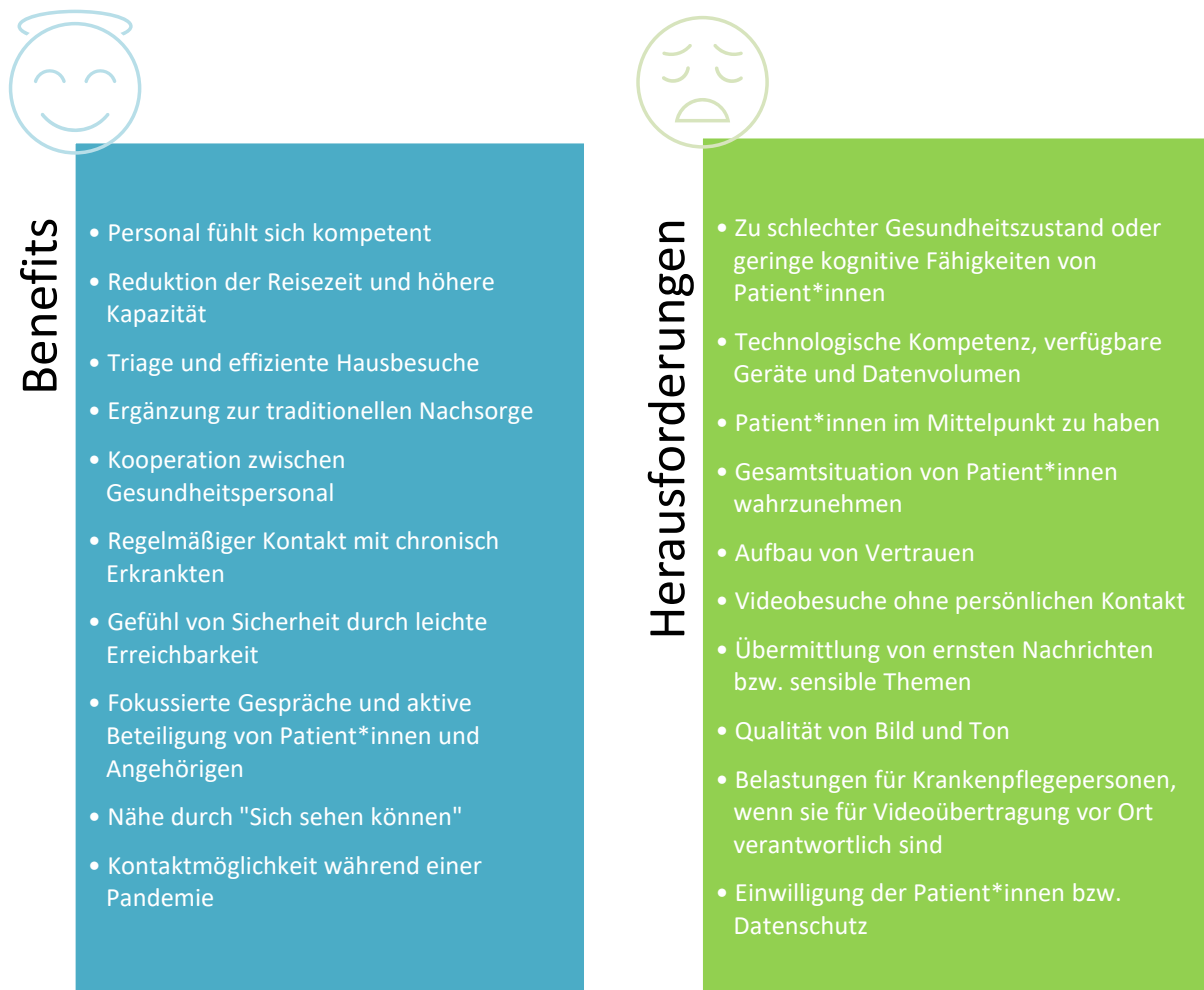 Benefits
• Personal fühlt sich kompetent
• Reduktion der Reisezeit und höhere
Kapazität
• Triage und effiziente Hausbesuche
• Ergänzung zur traditionellen Nachsorge
• Kooperation zwischen
Gesundheitspersonal
• Regelmäßiger Kontakt mit chronisch
Erkrankten
• Gefühl von Sicherheit durch leichte
Erreichbarkeit
• Fokussierte Gespräche und aktive
Beteiligung von Patient*innen und
Angehörigen
• Nähe durch "Sich sehen können"
• Kontaktmöglichkeit während einer
Pandemie
Herausforderungen
• Zu schlechter Gesundheitszustand oder
geringe kognitive Fähigkeiten von
Patient*innen
• Technologische Kompetenz, verfügbare
Geräte und Datenvolumen
• Patient*innen im Mittelpunkt zu haben
• Gesamtsituation von Patient*innen
wahrzunehmen
• Aufbau von Vertrauen
• Videobesuche ohne persönlichen Kontakt
• Übermittlung von ernsten Nachrichten
bzw. sensible Themen
• Qualität von Bild und Ton
• Belastungen für Krankenpflegepersonen,
wenn sie für Videoübertragung vor Ort
verantwortlich sind
• Einwilligung der Patient*innen bzw.
Datenschutz